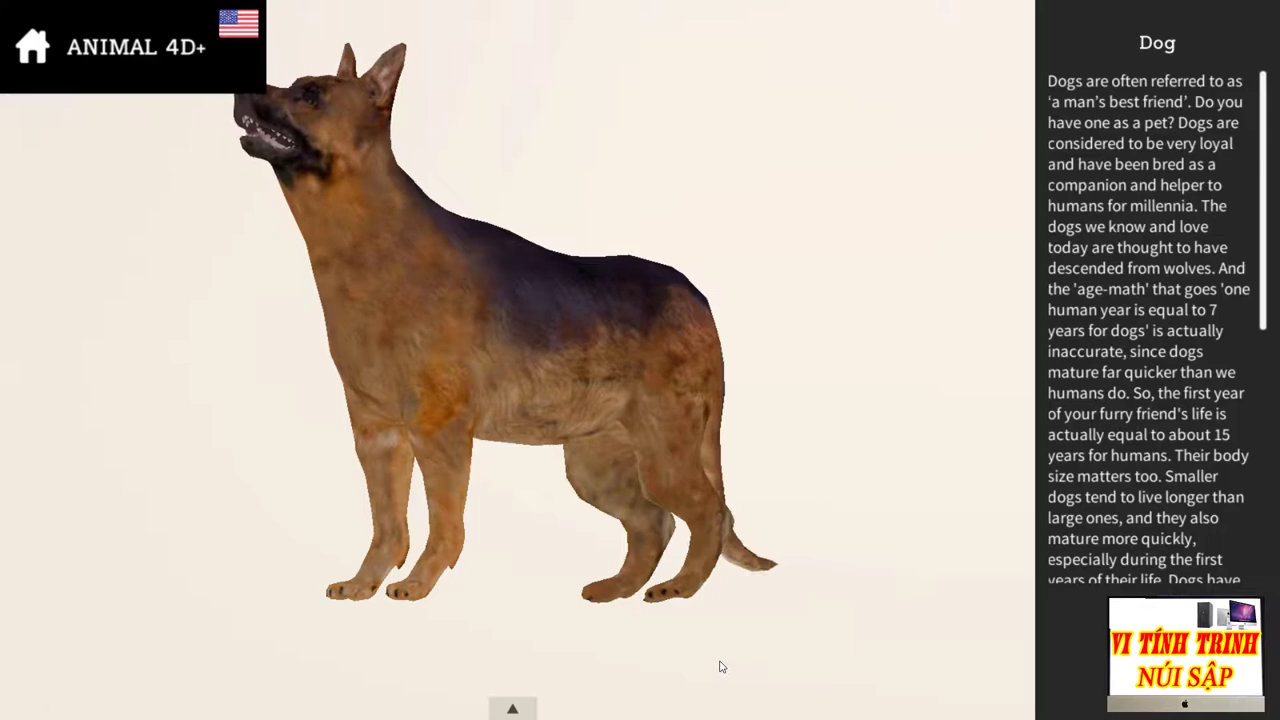 ANIMAL 4D+
Dog
Dogs are often referred to as
‘a man’s best friend’. Do you
have one as a pet? Dogs are
considered to be very loyal
and have been bred as a
companion and helper to
humans for millennia. The
dogs we know and love
today are thought to have
descended from wolves. And
the 'age-math' that goes 'one
human year is equal to 7
years for dogs' is actually
inaccurate, since dogs
mature far quicker than we
humans do. So, the first year
of your furry friend's life is
actually equal to about 15
years for humans. Their body
size matters too. Smaller
dogs tend to live longer than
large ones, and they also
mature more quickly,
especially during the first
years of their life. Dogs have
VI TÍNH TRINH
NÚI SẬP